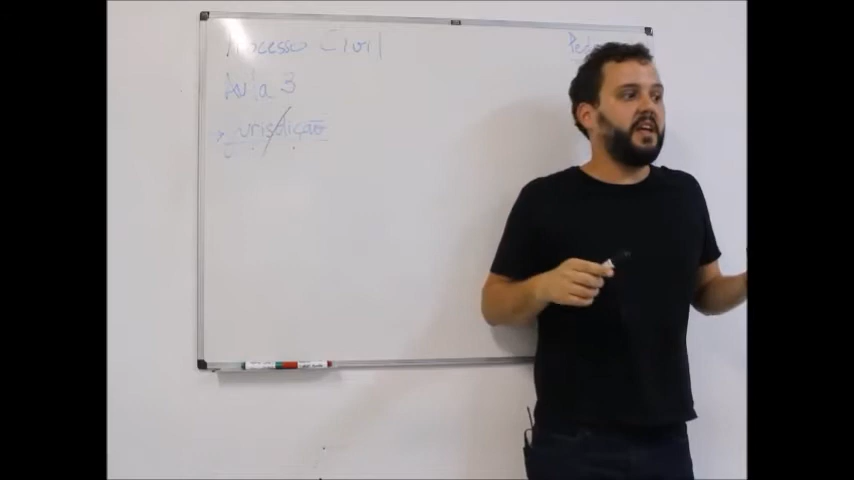 Processo Civil
Aula 3
→ Jurisdição